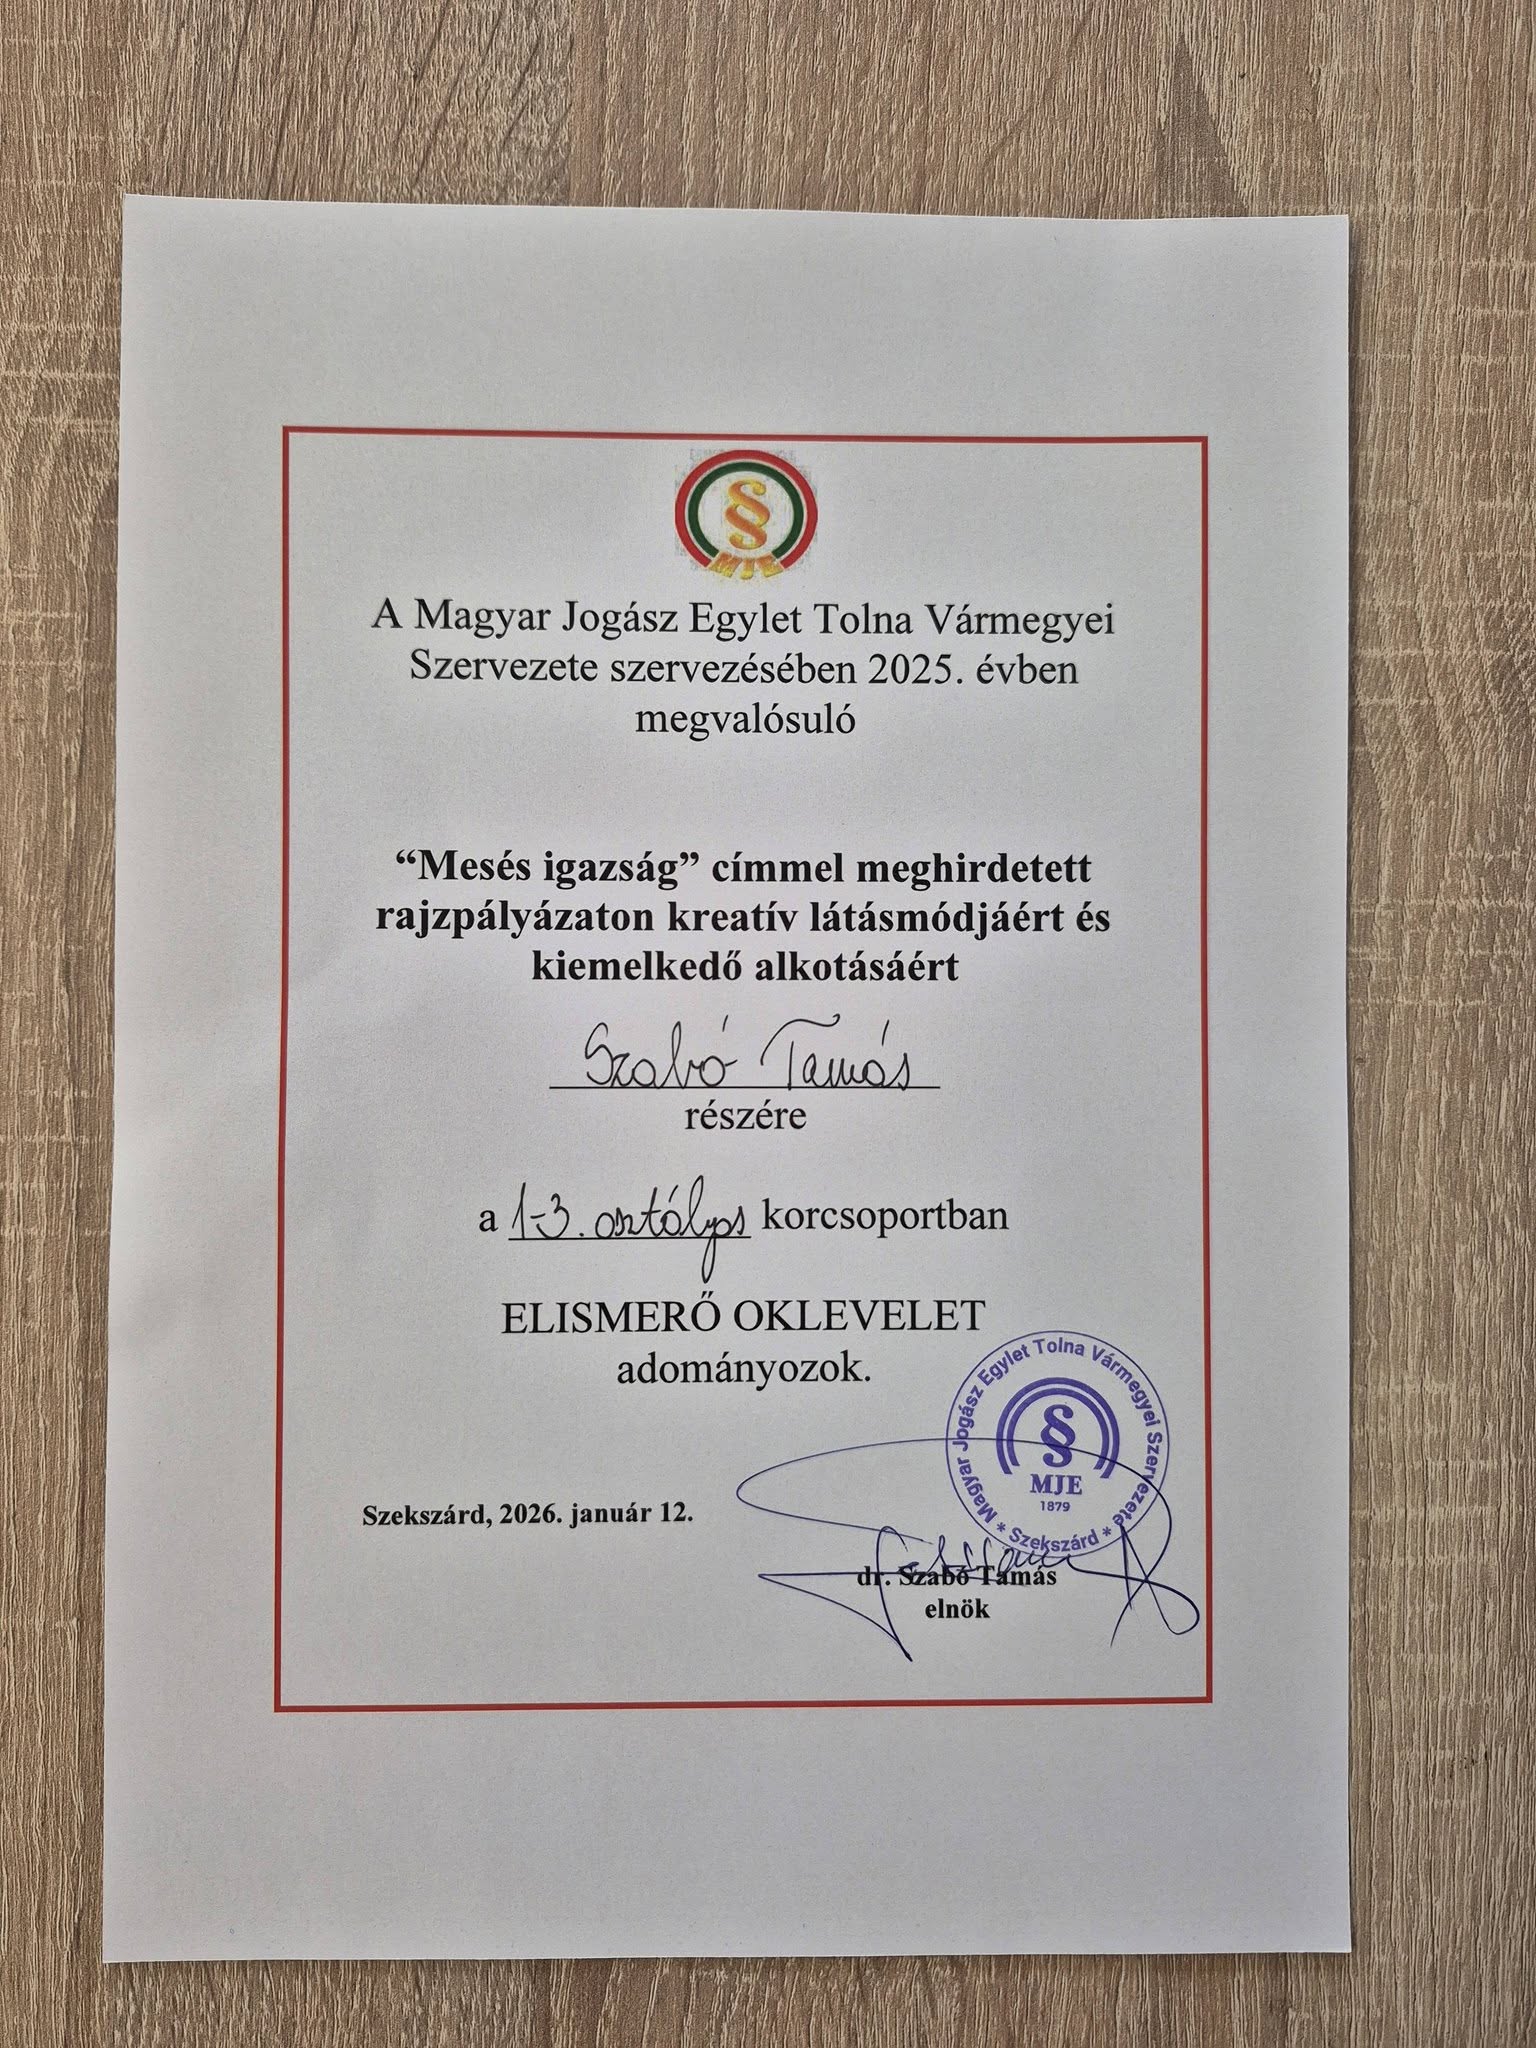 §
MJE
A Magyar Jogász Egylet Tolna Vármegyei
Szervezete szervezésében 2025. évben
megvalósuló
“Mesés igazság” címmel meghirdetett
rajzpályázaton kreatív látásmódjáért és
kiemelkedő alkotásáért
Szabó Tamás
részére
a 1-3. osztályos korcsoportban
ELISMERŐ OKLEVELET
adományozok.
Magyar Jogász Egylet Tolna Vármegyei Szervezete
* Szekszárd *
§
MJE
1879
Szekszárd, 2026. január 12.
dr. Szabó Tamás
elnök